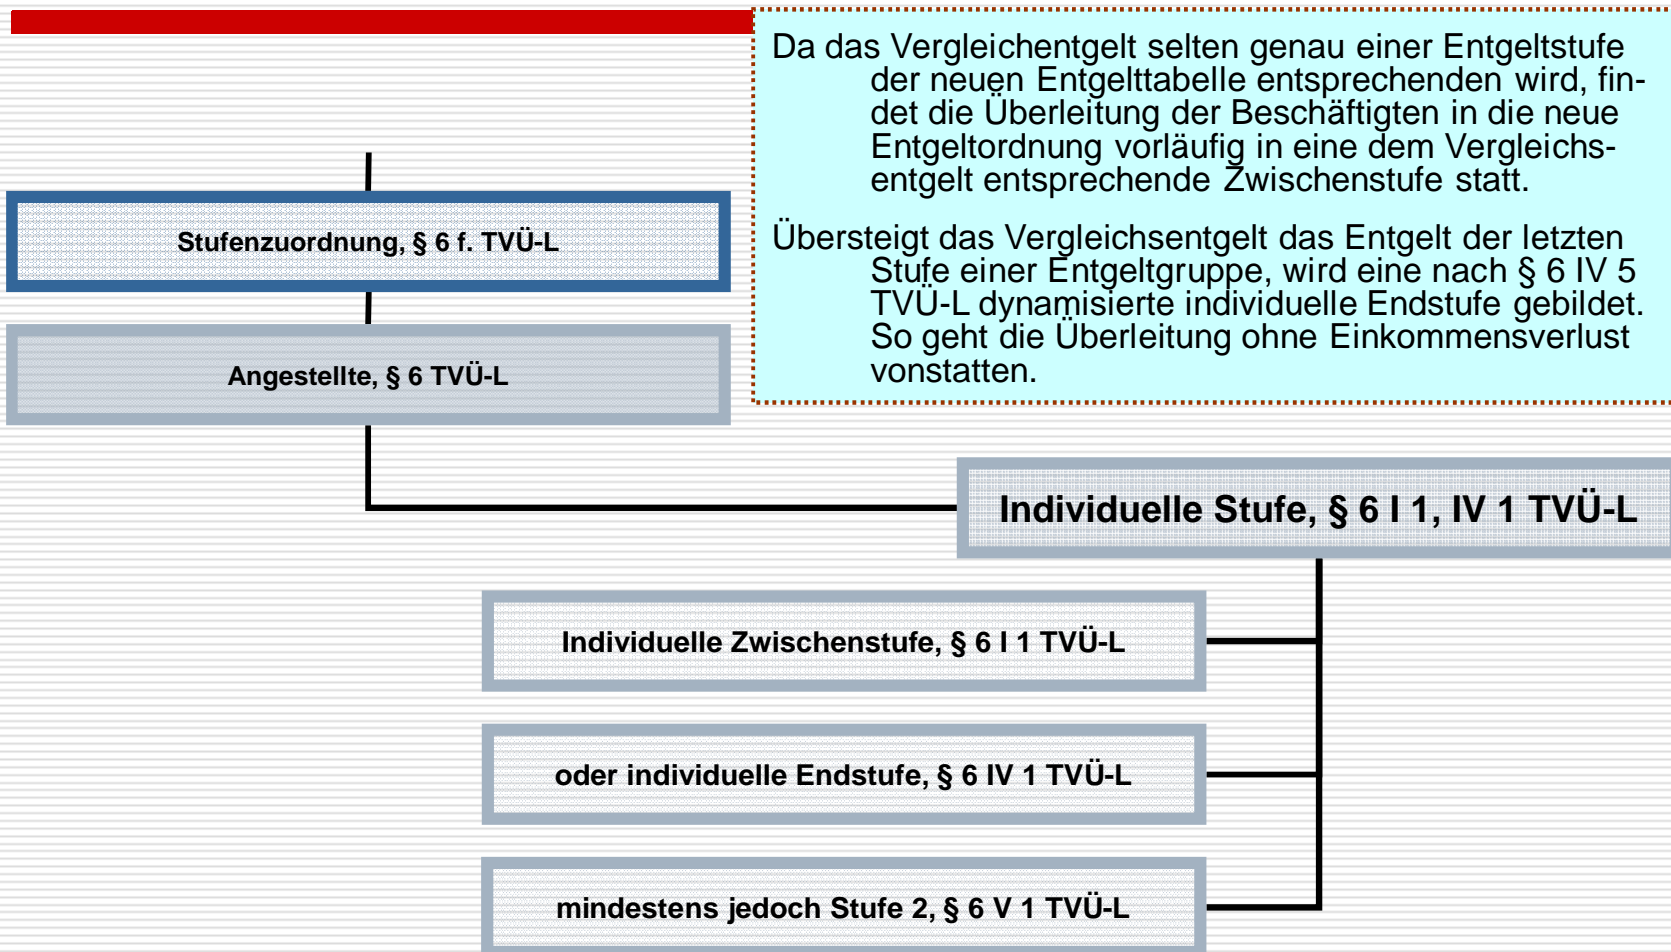 Da das Vergleichentgelt selten genau einer Entgeltstufe
der neuen Entgelttabelle entsprechenden wird, fin-
det die Überleitung der Beschäftigten in die neue
Entgeltordnung vorläufig in eine dem Vergleichs-
entgelt entsprechende Zwischenstufe statt.
Übersteigt das Vergleichsentgelt das Entgelt der letzten
Stufe einer Entgeltgruppe, wird eine nach § 6 IV 5
TVÜ-L dynamisierte individuelle Endstufe gebildet.
So geht die Überleitung ohne Einkommensverlust
vonstatten.
Stufenzuordnung, § 6 f. TVÜ-L
Angestellte, § 6 TVÜ-L
Individuelle Stufe, § 6 I 1, IV 1 TVÜ-L
Individuelle Zwischenstufe, § 6 I 1 TVÜ-L
oder individuelle Endstufe, § 6 IV 1 TVÜ-L
mindestens jedoch Stufe 2, § 6 V 1 TVÜ-L